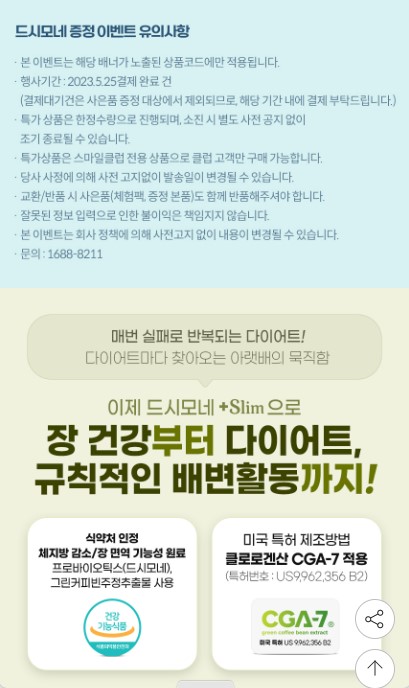 드시모네 증정 이벤트 유의사항
· 본 이벤트는 해당 배너가 노출된 상품코드에만 적용됩니다.
· 행사기간 : 2023.5.25결제 완료 건
(결제대기건은 사은품 증정 대상에서 제외되므로, 해당 기간 내에 결제 부탁드립니다.)
· 특가 상품은 한정수량으로 진행되며, 소진 시 별도 사전 공지 없이
조기 종료될 수 있습니다.
· 특가상품은 스마일클럽 전용 상품으로 클럽 고객만 구매 가능합니다.
· 당사 사정에 의해 사전 고지없이 발송일이 변경될 수 있습니다.
· 교환/반품 시 사은품(체험팩, 증정 본품)도 함께 반품해주셔야 합니다.
· 잘못된 정보 입력으로 인한 불이익은 책임지지 않습니다.
· 본 이벤트는 회사 정책에 의해 사전고지 없이 내용이 변경될 수 있습니다.
· 문의 : 1688-8211
매번 실패로 반복되는 다이어트!
다이어트마다 찾아오는 아랫배의 묵직함
이제 드시모네 +Slim 으로
장 건강부터 다이어트,
규칙적인 배변활동까지!
식약처 인정
체지방 감소/장 면역 기능성 원료
프로바이오틱스(드시모네),
그린커피빈주정추출물 사용
건강
기능식품
식품의약품안전처
미국 특허 제조방법
클로로겐산 CGA-7 적용
(특허번호 : US9,962,356 B2)
CGA-7®
green coffee bean extract
미국 특허 US 9,962,356 B2